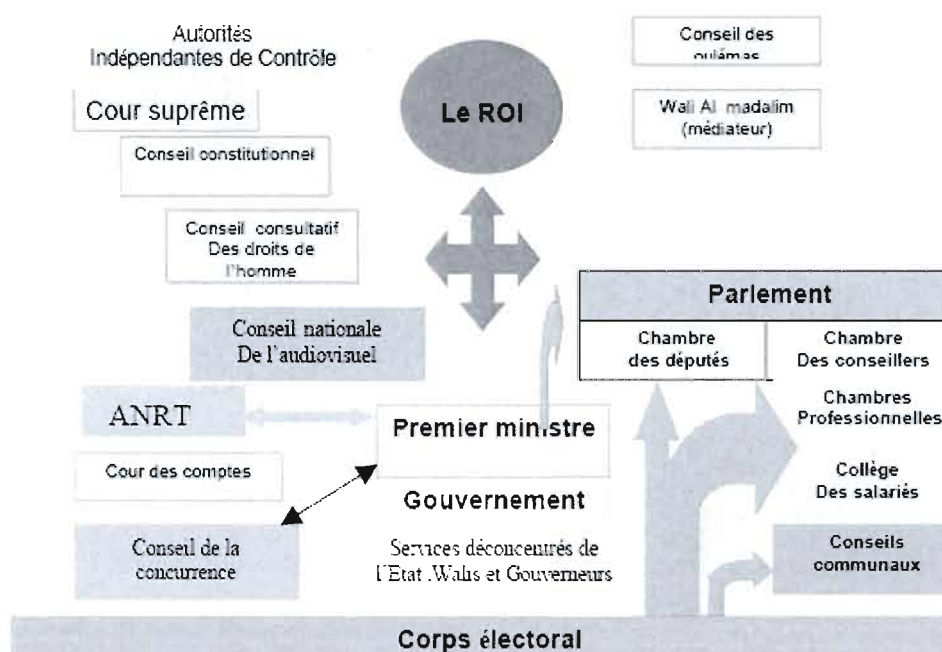 Autorités
Indépendantes de Contrôle
Cour suprême
Conseil constitutionnel
Conseil consultatif
Des droits de
l'homme
Conseil nationale
De l'audiovisuel
ANRT
Cour des comptes
Conseil de la
concurrence
Le ROI
Conseil des
oulémas
Wali Al madalim
(médiateur)
Premier ministre
Gouvernement
Services déconcentrés de
l'Etat .Walis et Gouverneurs
Parlement
Chambre
des députés
Chambre
Des conseillers
Chambres
Professionnelles
Collège
Des salariés
Conseils
communaux
Corps électoral